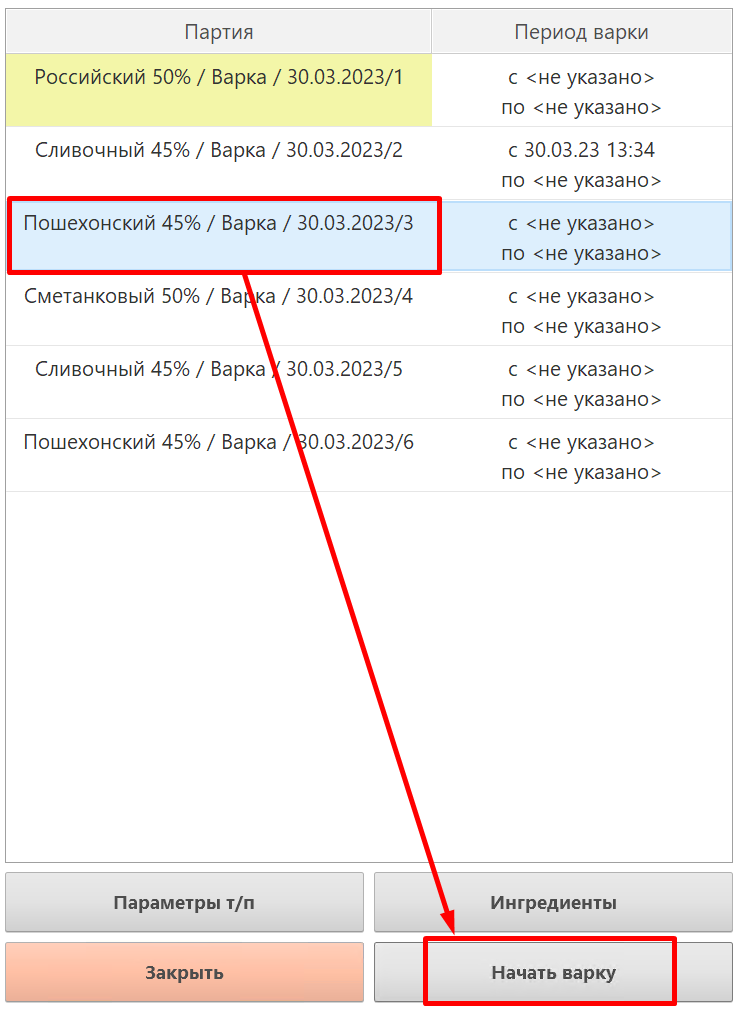 Партия Период варки
Российский 50% / Варка / 30.03.2023/1 с <не указано>
по <не указано>
Сливочный 45% / Варка / 30.03.2023/2 с 30.03.23 13:34
по <не указано>
Пошехонский 45% / Варка / 30.03.2023/3 с <не указано>
по <не указано>
Сметанковый 50% / Варка / 30.03.2023/4 с <не указано>
по <не указано>
Сливочный 45% / Варка / 30.03.2023/5 с <не указано>
по <не указано>
Пошехонский 45% / Варка / 30.03.2023/6 с <не указано>
по <не указано>
Параметры т/п Ингредиенты
Закрыть Начать варку